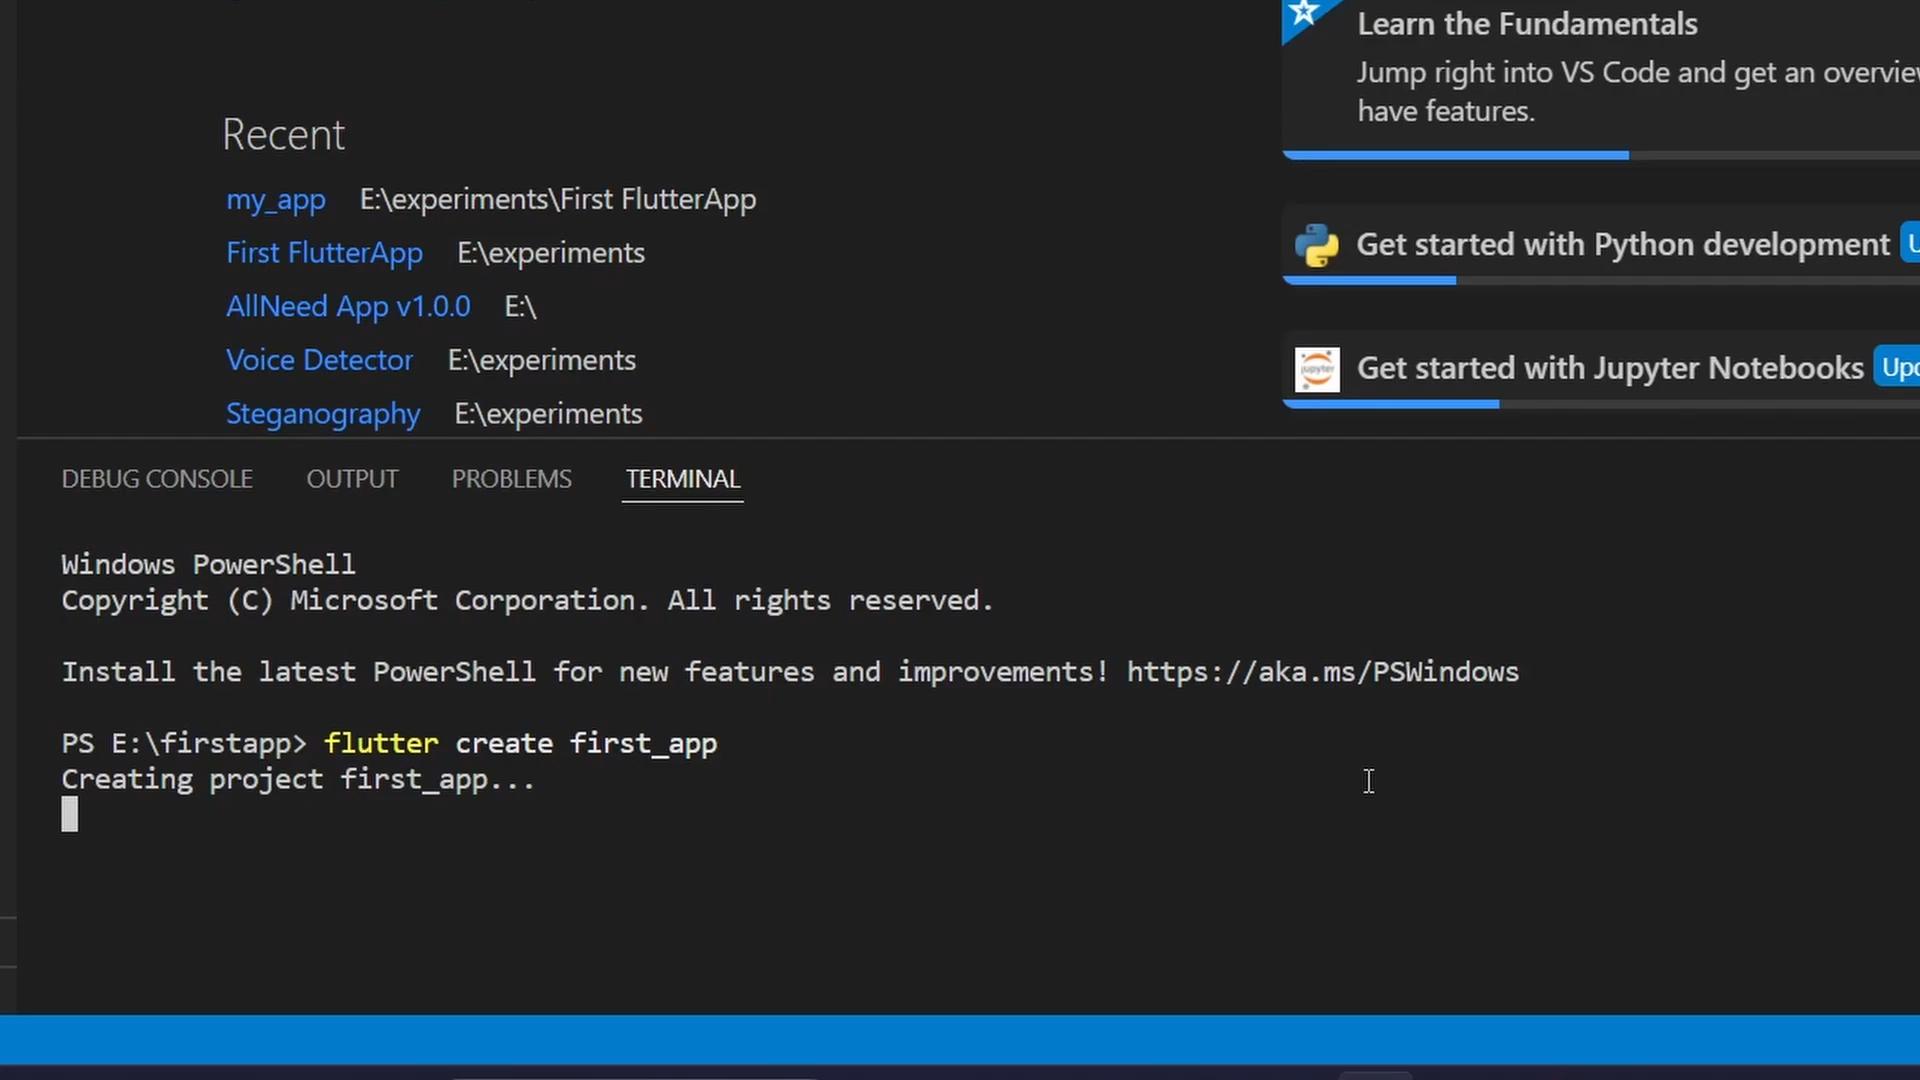 Learn the Fundamentals
Jump right into VS Code and get an overview
have features.
Recent
my_app E:\experiments\First FlutterApp
First FlutterApp E:\experiments
AllNeed App v1.0.0 E:\
Voice Detector E:\experiments
Steganography E:\experiments
Get started with Python development
jupyter
Get started with Jupyter Notebooks
DEBUG CONSOLE OUTPUT PROBLEMS TERMINAL
Windows PowerShell
Copyright (C) Microsoft Corporation. All rights reserved.
Install the latest PowerShell for new features and improvements! https://aka.ms/PSWindows
PS E:\firstapp> flutter create first_app
Creating project first_app...